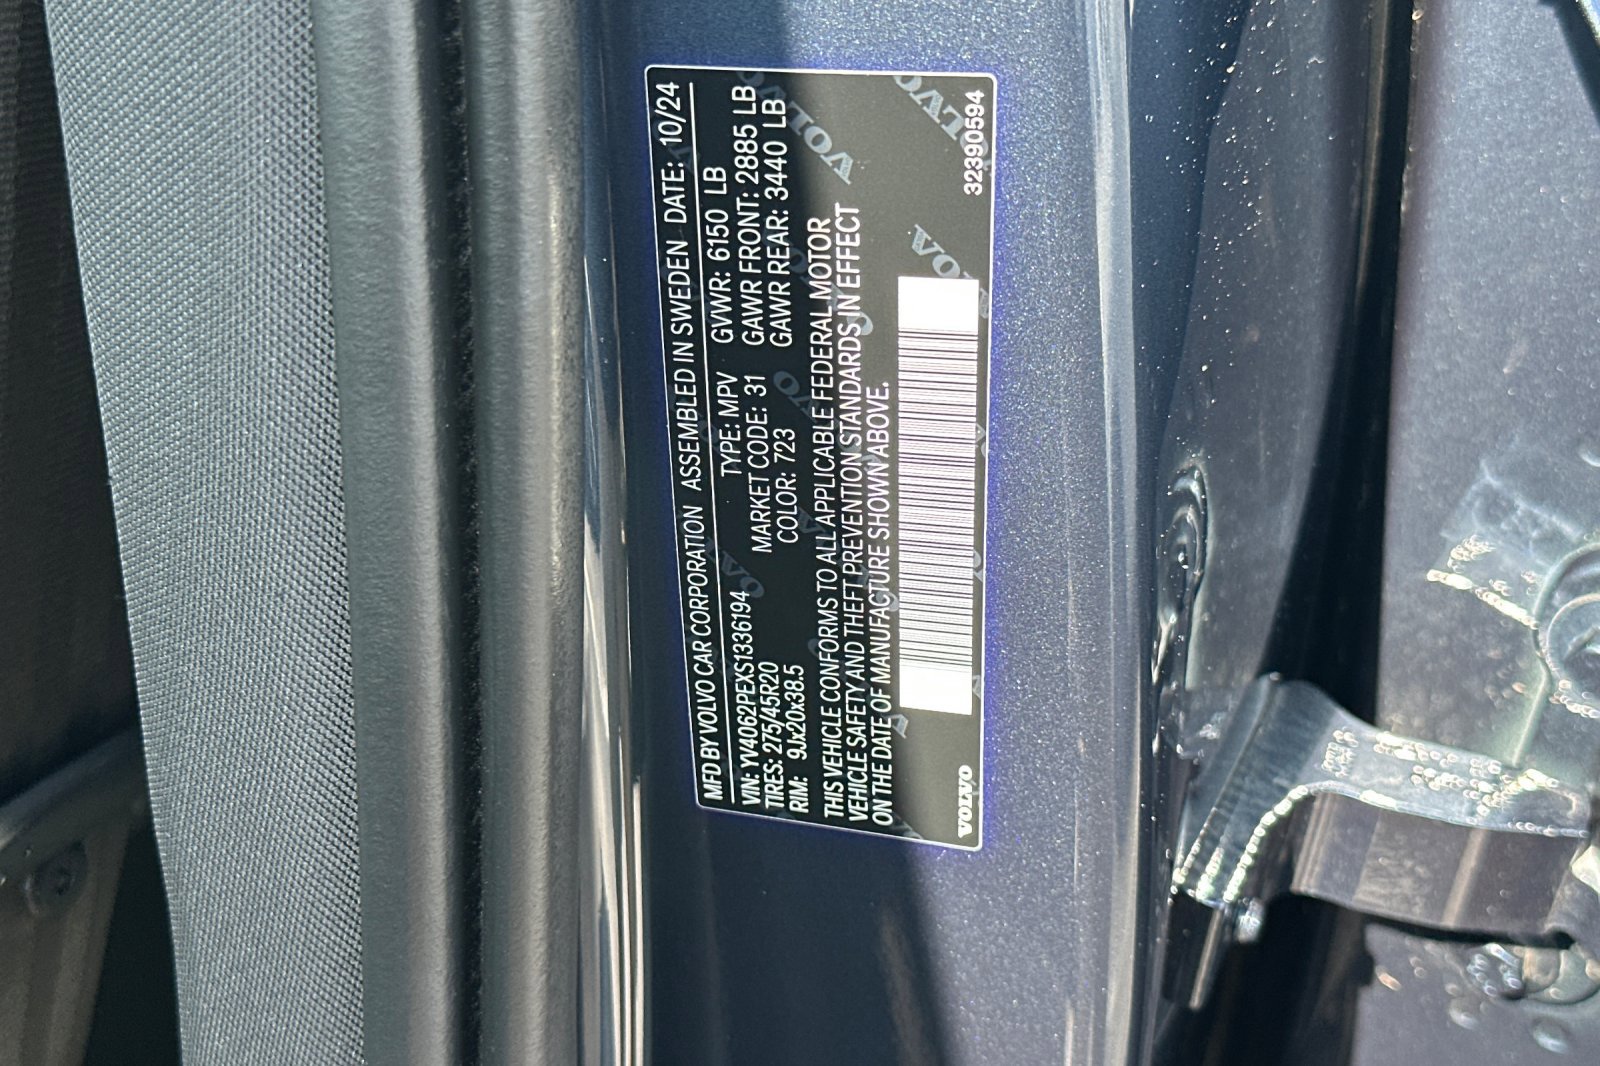 MFD BY VOLVO CAR CORPORATION ASSEMBLED IN SWEDEN DATE: 10/24
VIN: YV4062PEXS1336194 TYPE: MPV GVWR: 6150 LB
TIRES: 275/45R20 MARKET CODE: 31 GAWR FRONT: 2885 LB
RIM: 9Jx20x38.5 COLOR: 723 GAWR REAR: 3440 LB
THIS VEHICLE CONFORMS TO ALL APPLICABLE FEDERAL MOTOR
VEHICLE SAFETY AND THEFT PREVENTION STANDARDS IN EFFECT
ON THE DATE OF MANUFACTURE SHOWN ABOVE.
VOLVO 32390594